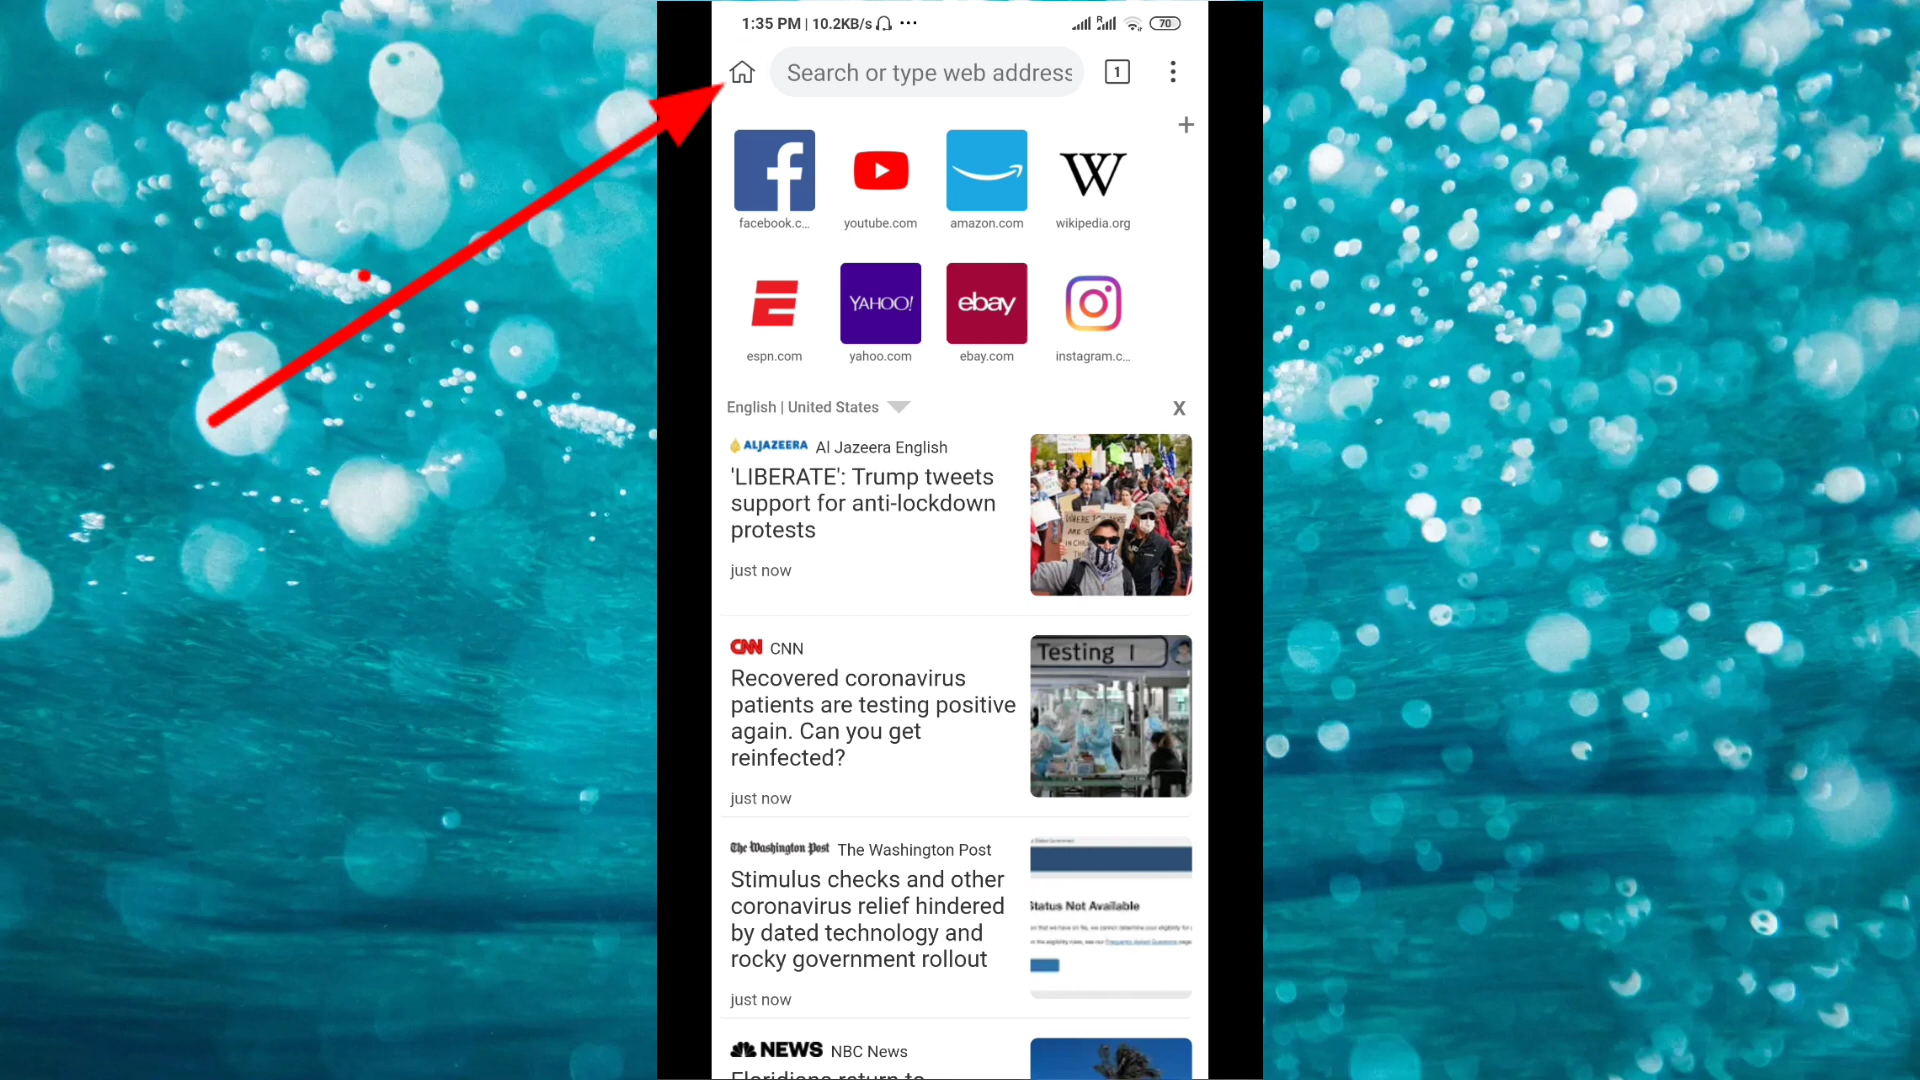 1:35 PM | 10.2KB/s ···
R
70
Search or type web address
1
+
facebook.c...
youtube.com
amazon.com
W
wikipedia.org
YAHOO!
ebay
espn.com
yahoo.com
ebay.com
instagram.c...
English | United States
X
ALJAZEERA Al Jazeera English
'LIBERATE': Trump tweets
support for anti-lockdown
protests
just now
CNN CNN
Testing
Recovered coronavirus
patients are testing positive
again. Can you get
reinfected?
just now
The Washington Post The Washington Post
Stimulus checks and other
coronavirus relief hindered
by dated technology and
rocky government rollout
Status Not Available
just now
NEWS NBC News
Floridians return to